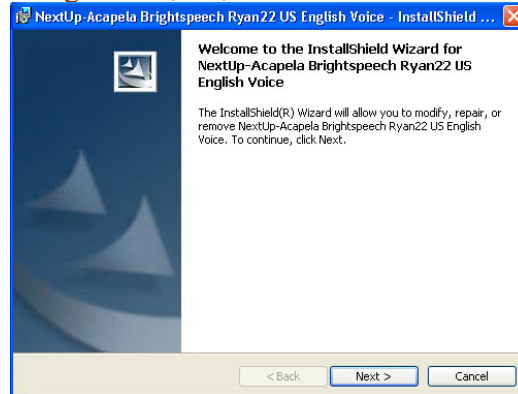 NextUp-Acapela Brightspeech Ryan22 US English Voice - InstallShield ...
Welcome to the InstallShield Wizard for
NextUp-Acapela Brightspeech Ryan22 US
English Voice
The InstallShield(R) Wizard will allow you to modify, repair, or
remove NextUp-Acapela Brightspeech Ryan22 US English
Voice. To continue, click Next.
< Back
Next >
Cancel